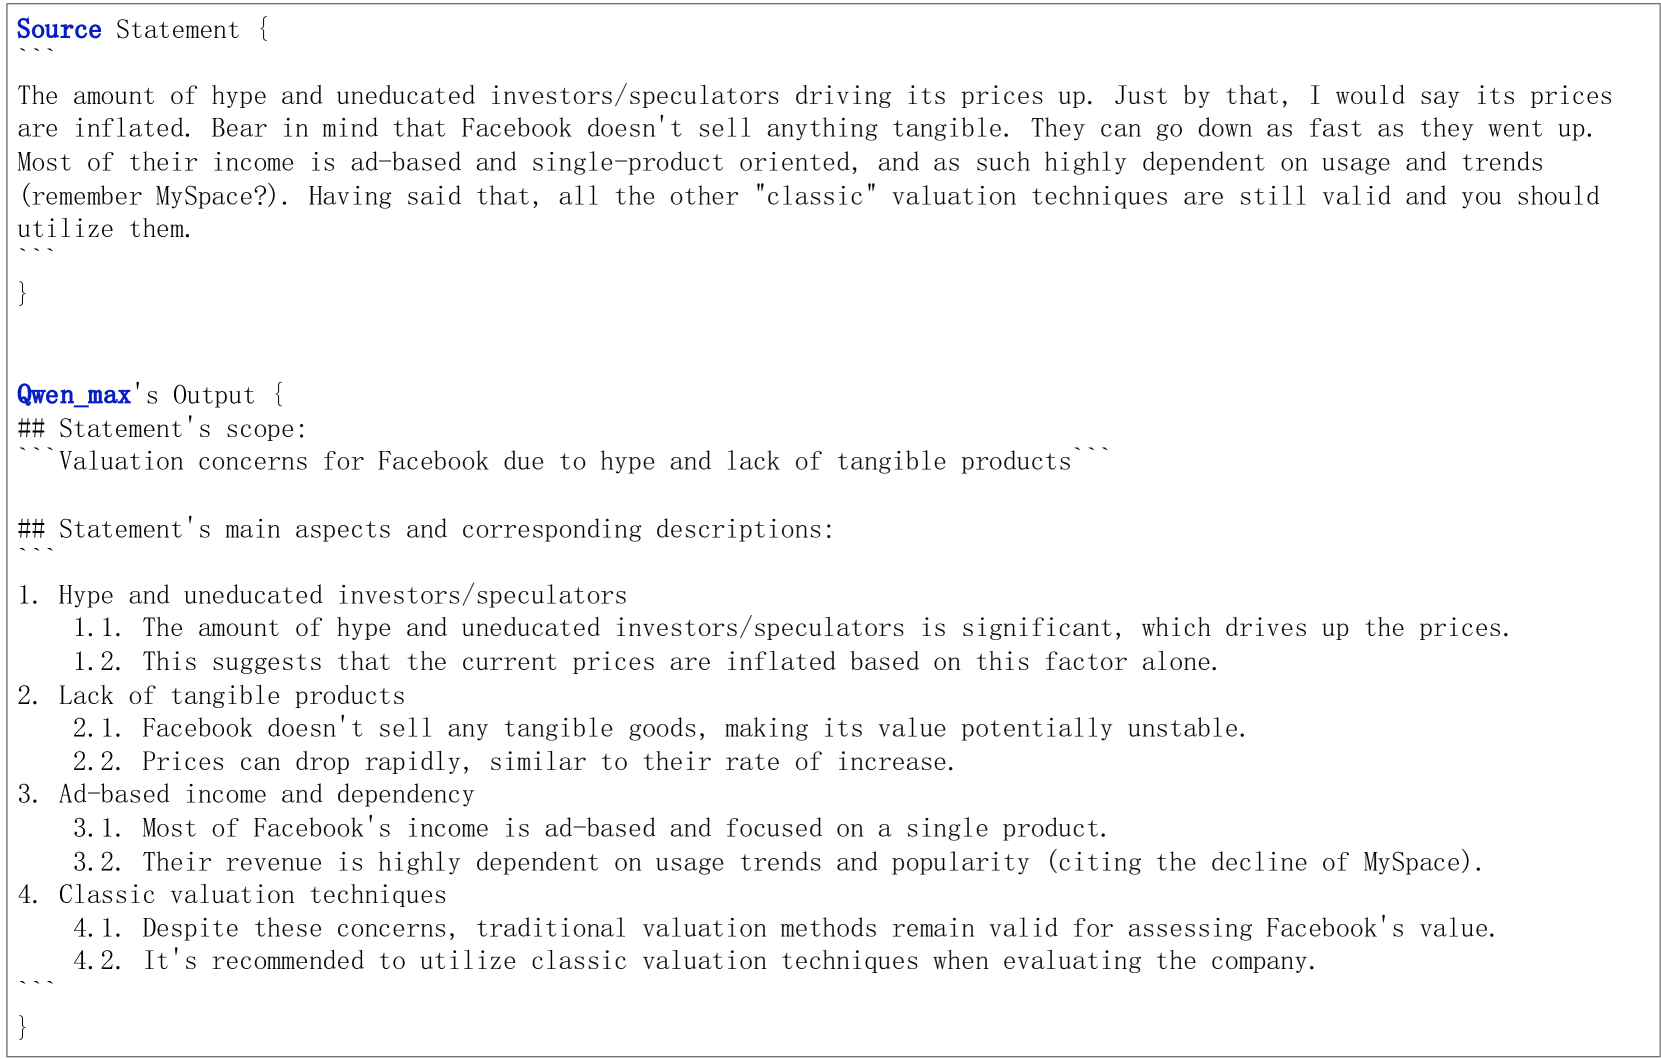 Source Statement {
```
The amount of hype and uneducated investors/speculators driving its prices up. Just by that, I would say its prices
are inflated. Bear in mind that Facebook doesn't sell anything tangible. They can go down as fast as they went up.
Most of their income is ad-based and single-product oriented, and as such highly dependent on usage and trends
(remember MySpace?). Having said that, all the other "classic" valuation techniques are still valid and you should
utilize them.
```
}
Qwen_max's Output {
## Statement's scope:
```Valuation concerns for Facebook due to hype and lack of tangible products```
## Statement's main aspects and corresponding descriptions:
```
1. Hype and uneducated investors/speculators
1.1. The amount of hype and uneducated investors/speculators is significant, which drives up the prices.
1.2. This suggests that the current prices are inflated based on this factor alone.
2. Lack of tangible products
2.1. Facebook doesn't sell any tangible goods, making its value potentially unstable.
2.2. Prices can drop rapidly, similar to their rate of increase.
3. Ad-based income and dependency
3.1. Most of Facebook's income is ad-based and focused on a single product.
3.2. Their revenue is highly dependent on usage trends and popularity (citing the decline of MySpace).
4. Classic valuation techniques
4.1. Despite these concerns, traditional valuation methods remain valid for assessing Facebook's value.
4.2. It's recommended to utilize classic valuation techniques when evaluating the company.
```
}